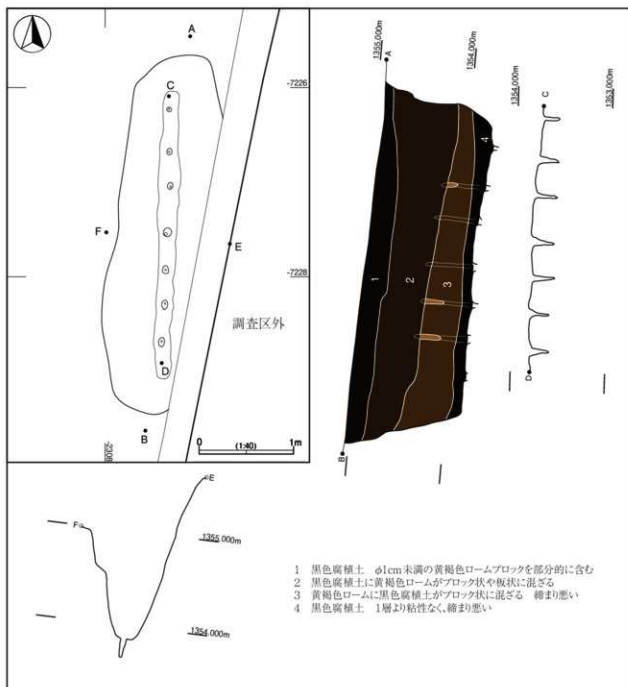 A
C
-7226
F
E
-7228
調査区外
D
B
-2108
0 (1:40) 1m
1355,000m
A
1354,000m
4
1
2
3
B
1354,000m
C
1353,000m
D
F
E
1355,000m
1354,000m
1 黒色腐植土 φ1cm未満の黄褐色ロームブロックを部分的に含む
2 黒色腐植土に黄褐色ロームがブロック状や板状に混ざる
3 黄褐色ロームに黒色腐植土がブロック状に混ざる 締まり悪い
4 黒色腐植土 1層より粘性なく、締まり悪い